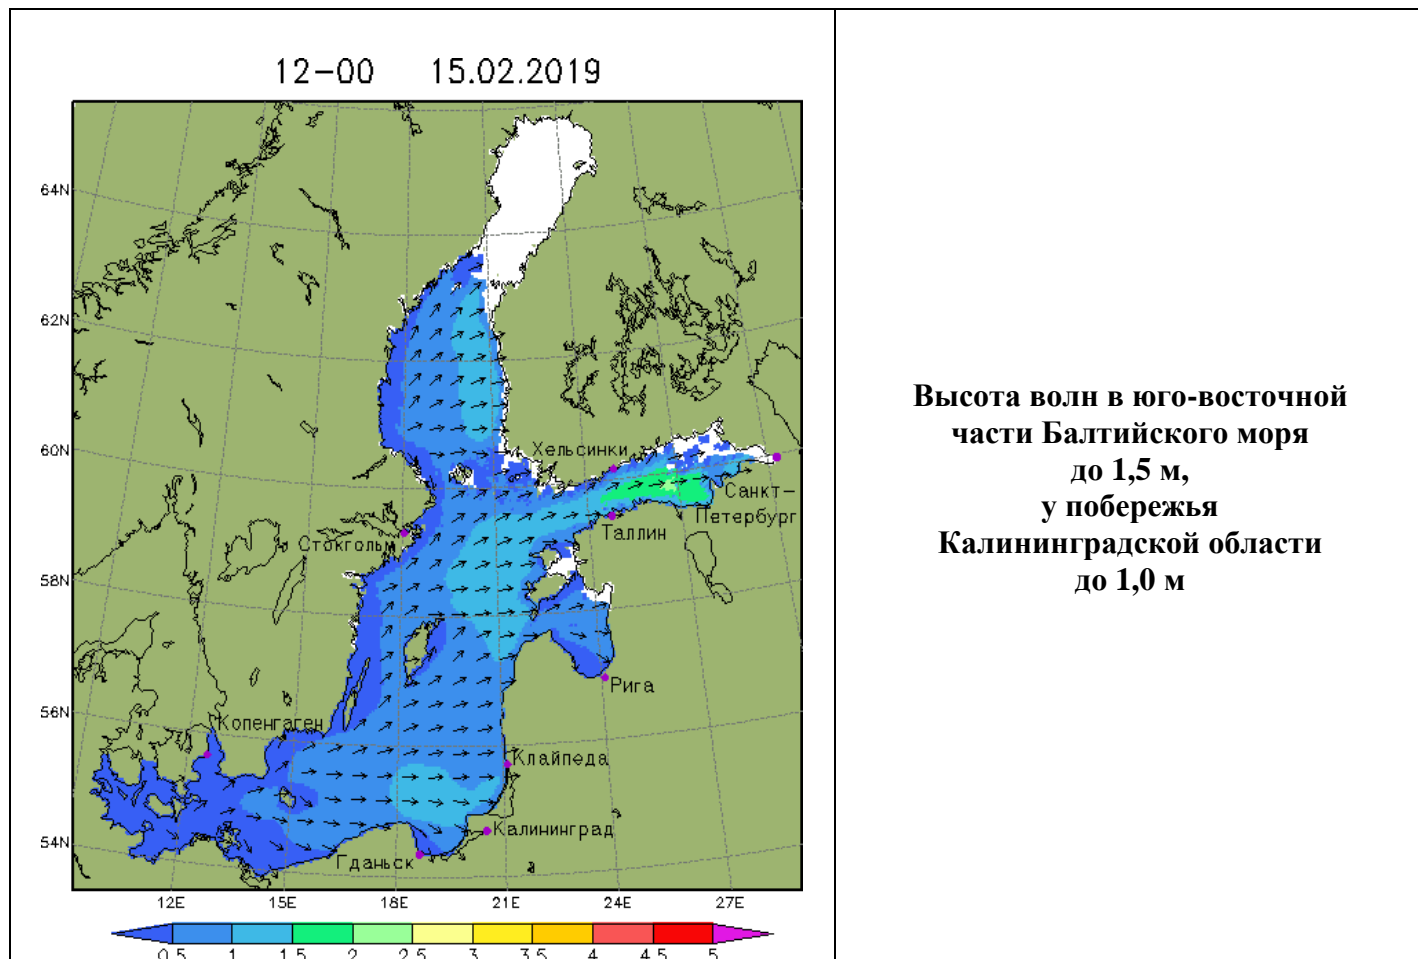 12-00 15.02.2019
64N
62N
60N
58N
56N
54N
Хельсинки
Санкт-
Петербург
Таллин
Стокгольм
Рига
Копенгаген
Клайпеда
Калининград
Гданьск
12E 15E 18E 21E 24E 27E
0.5 1 1.5 2 2.5 3 3.5 4 4.5 5
Высота волн в юго-восточной
части Балтийского моря
до 1,5 м,
у побережья
Калининградской области
до 1,0 м